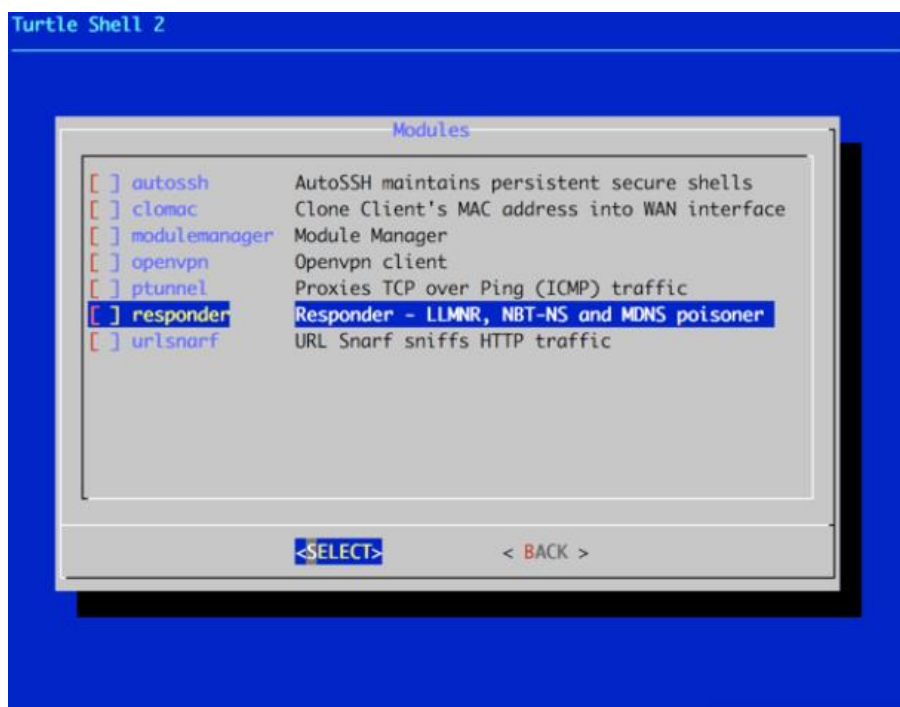 Turtle Shell 2
Modules
[ ] autossh AutoSSH maintains persistent secure shells
[ ] clomac Clone Client's MAC address into WAN interface
[ ] modulemanager Module Manager
[ ] openvpn Openvpn client
[ ] ptunnel Proxies TCP over Ping (ICMP) traffic
[ ] responder Responder - LLMNR, NBT-NS and MDNS poisoner
[ ] urlsnarf URL Snarf sniffs HTTP traffic
<SELECT> < BACK >